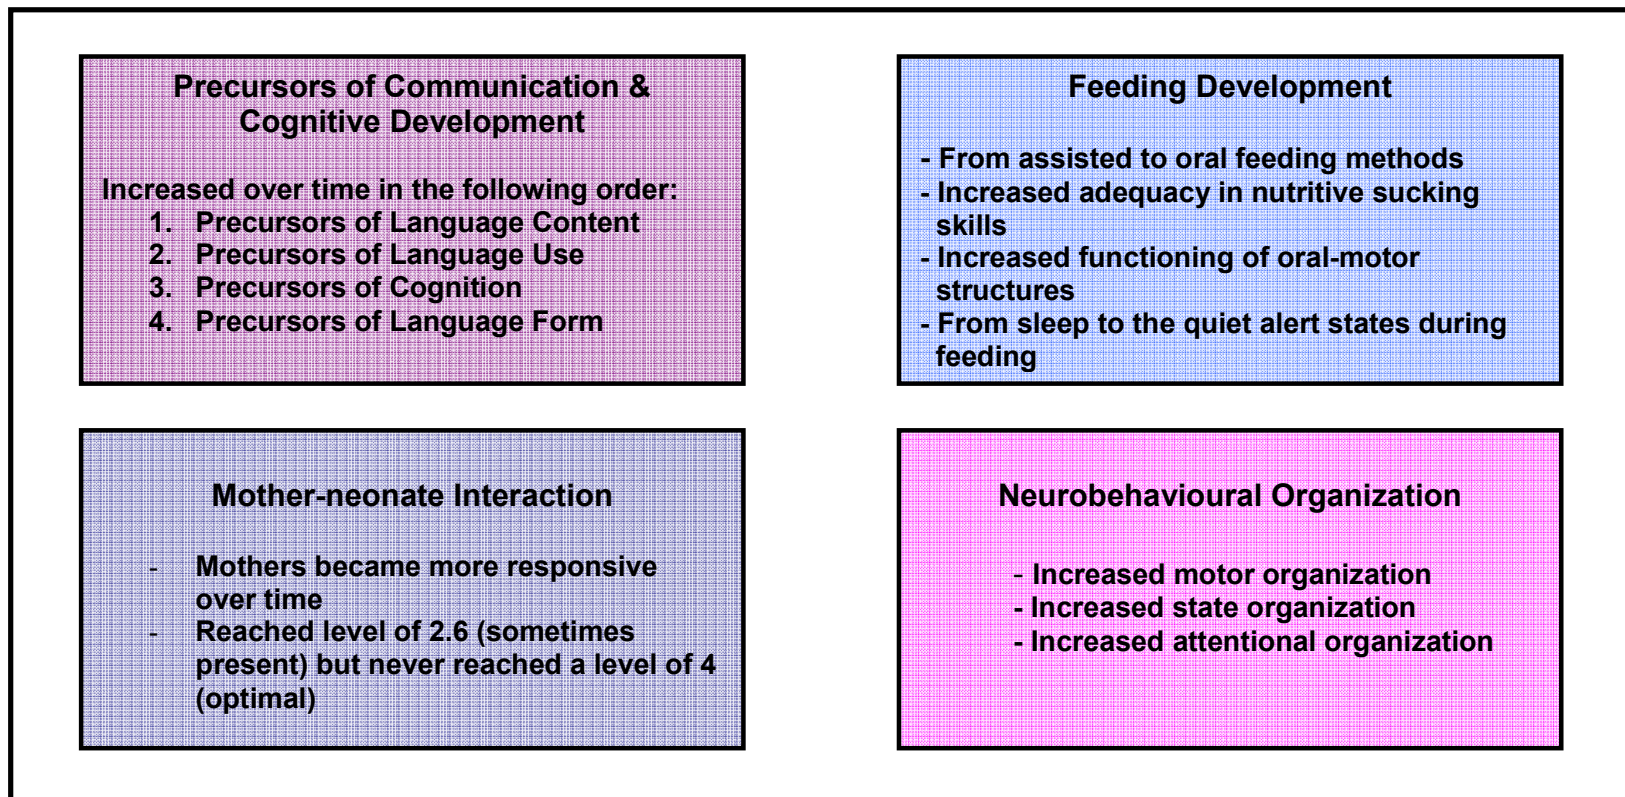 Precursors of Communication &
Cognitive Development
Increased over time in the following order:
1. Precursors of Language Content
2. Precursors of Language Use
3. Precursors of Cognition
4. Precursors of Language Form
Feeding Development
- From assisted to oral feeding methods
- Increased adequacy in nutritive sucking
skills
- Increased functioning of oral-motor
structures
- From sleep to the quiet alert states during
feeding
Mother-neonate Interaction
- Mothers became more responsive
over time
- Reached level of 2.6 (sometimes
present) but never reached a level of 4
(optimal)
Neurobehavioural Organization
- Increased motor organization
- Increased state organization
- Increased attentional organization